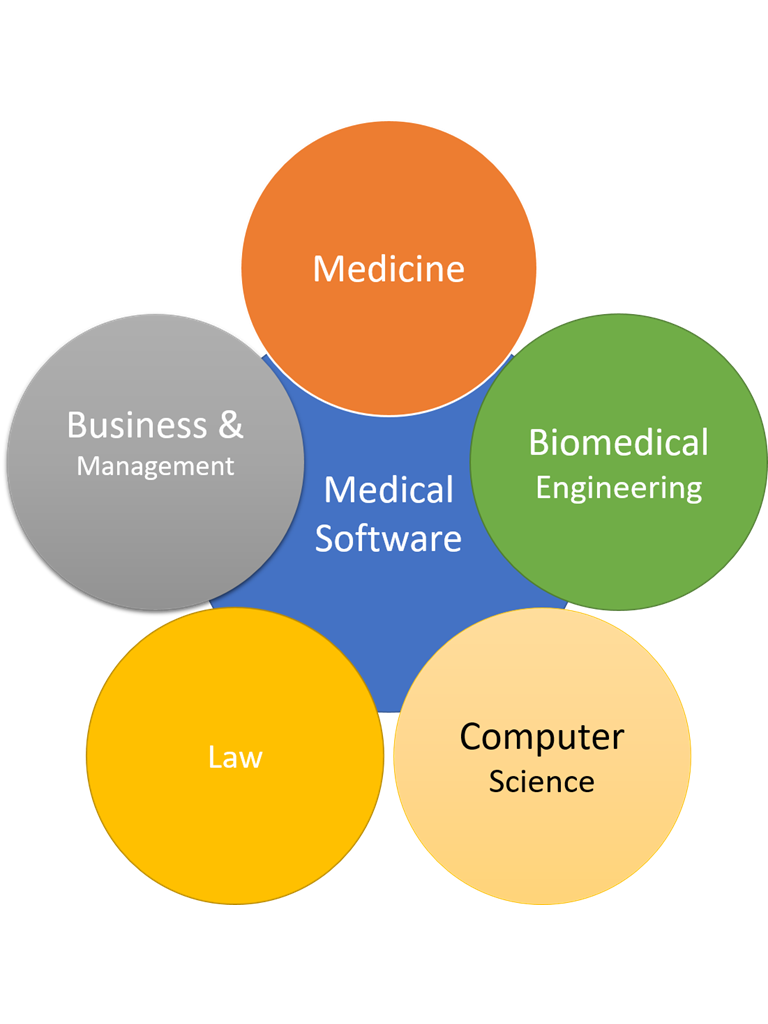 Medicine
Business &
Management
Biomedical
Engineering
Medical
Software
Law
Computer
Science